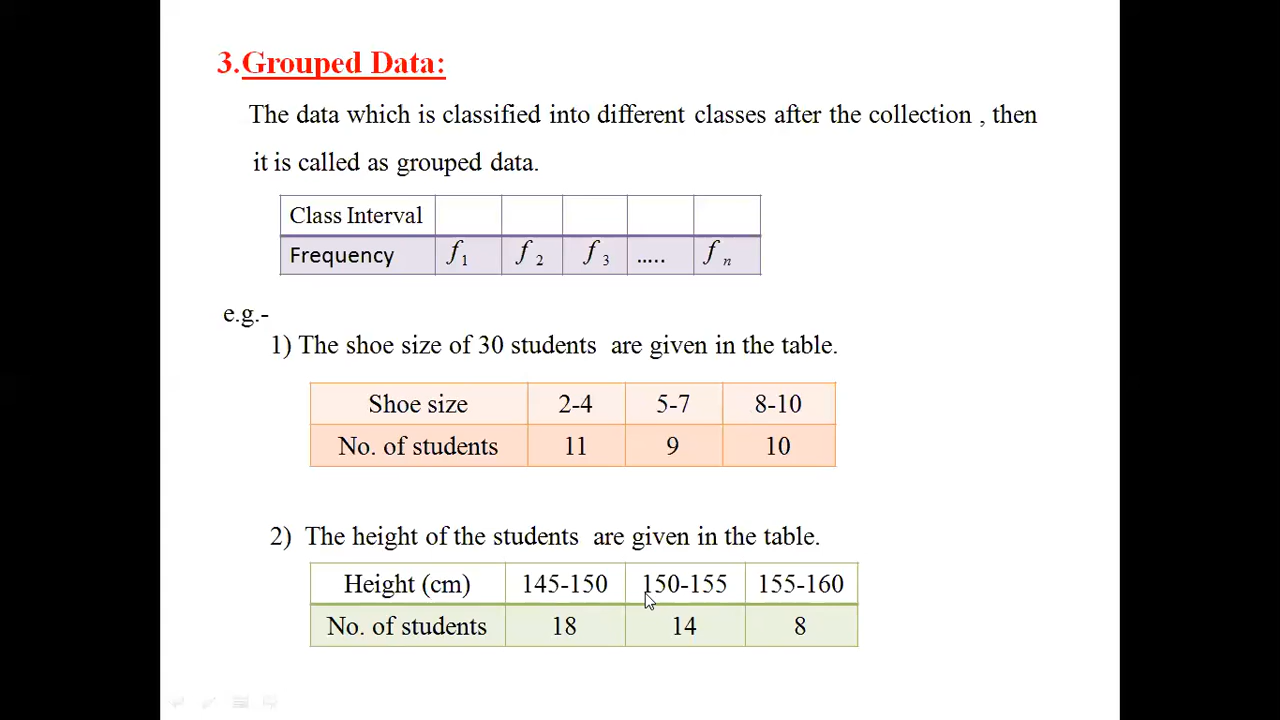 3.Grouped Data:
The data which is classified into different classes after the collection , then
it is called as grouped data.
Class Interval
Frequency f1 f2 f3 ..... fn
e.g.-
1) The shoe size of 30 students are given in the table.
Shoe size 2-4 5-7 8-10
No. of students 11 9 10
2) The height of the students are given in the table.
Height (cm) 145-150 150-155 155-160
No. of students 18 14 8